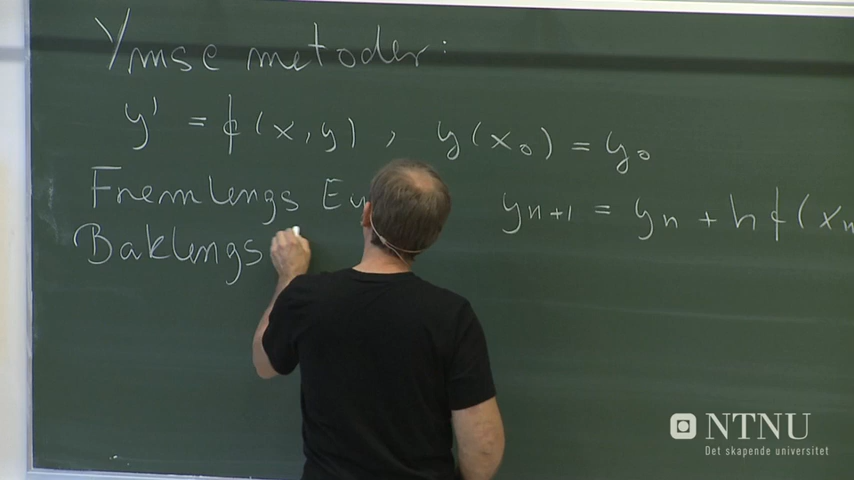 Ymse metoder:
y' = f(x, y), y(x₀) = y₀
Fremlengs Eu yₙ₊₁ = yₙ + hf(xₙ
Baklengs
NTNU
Det skapende universitet